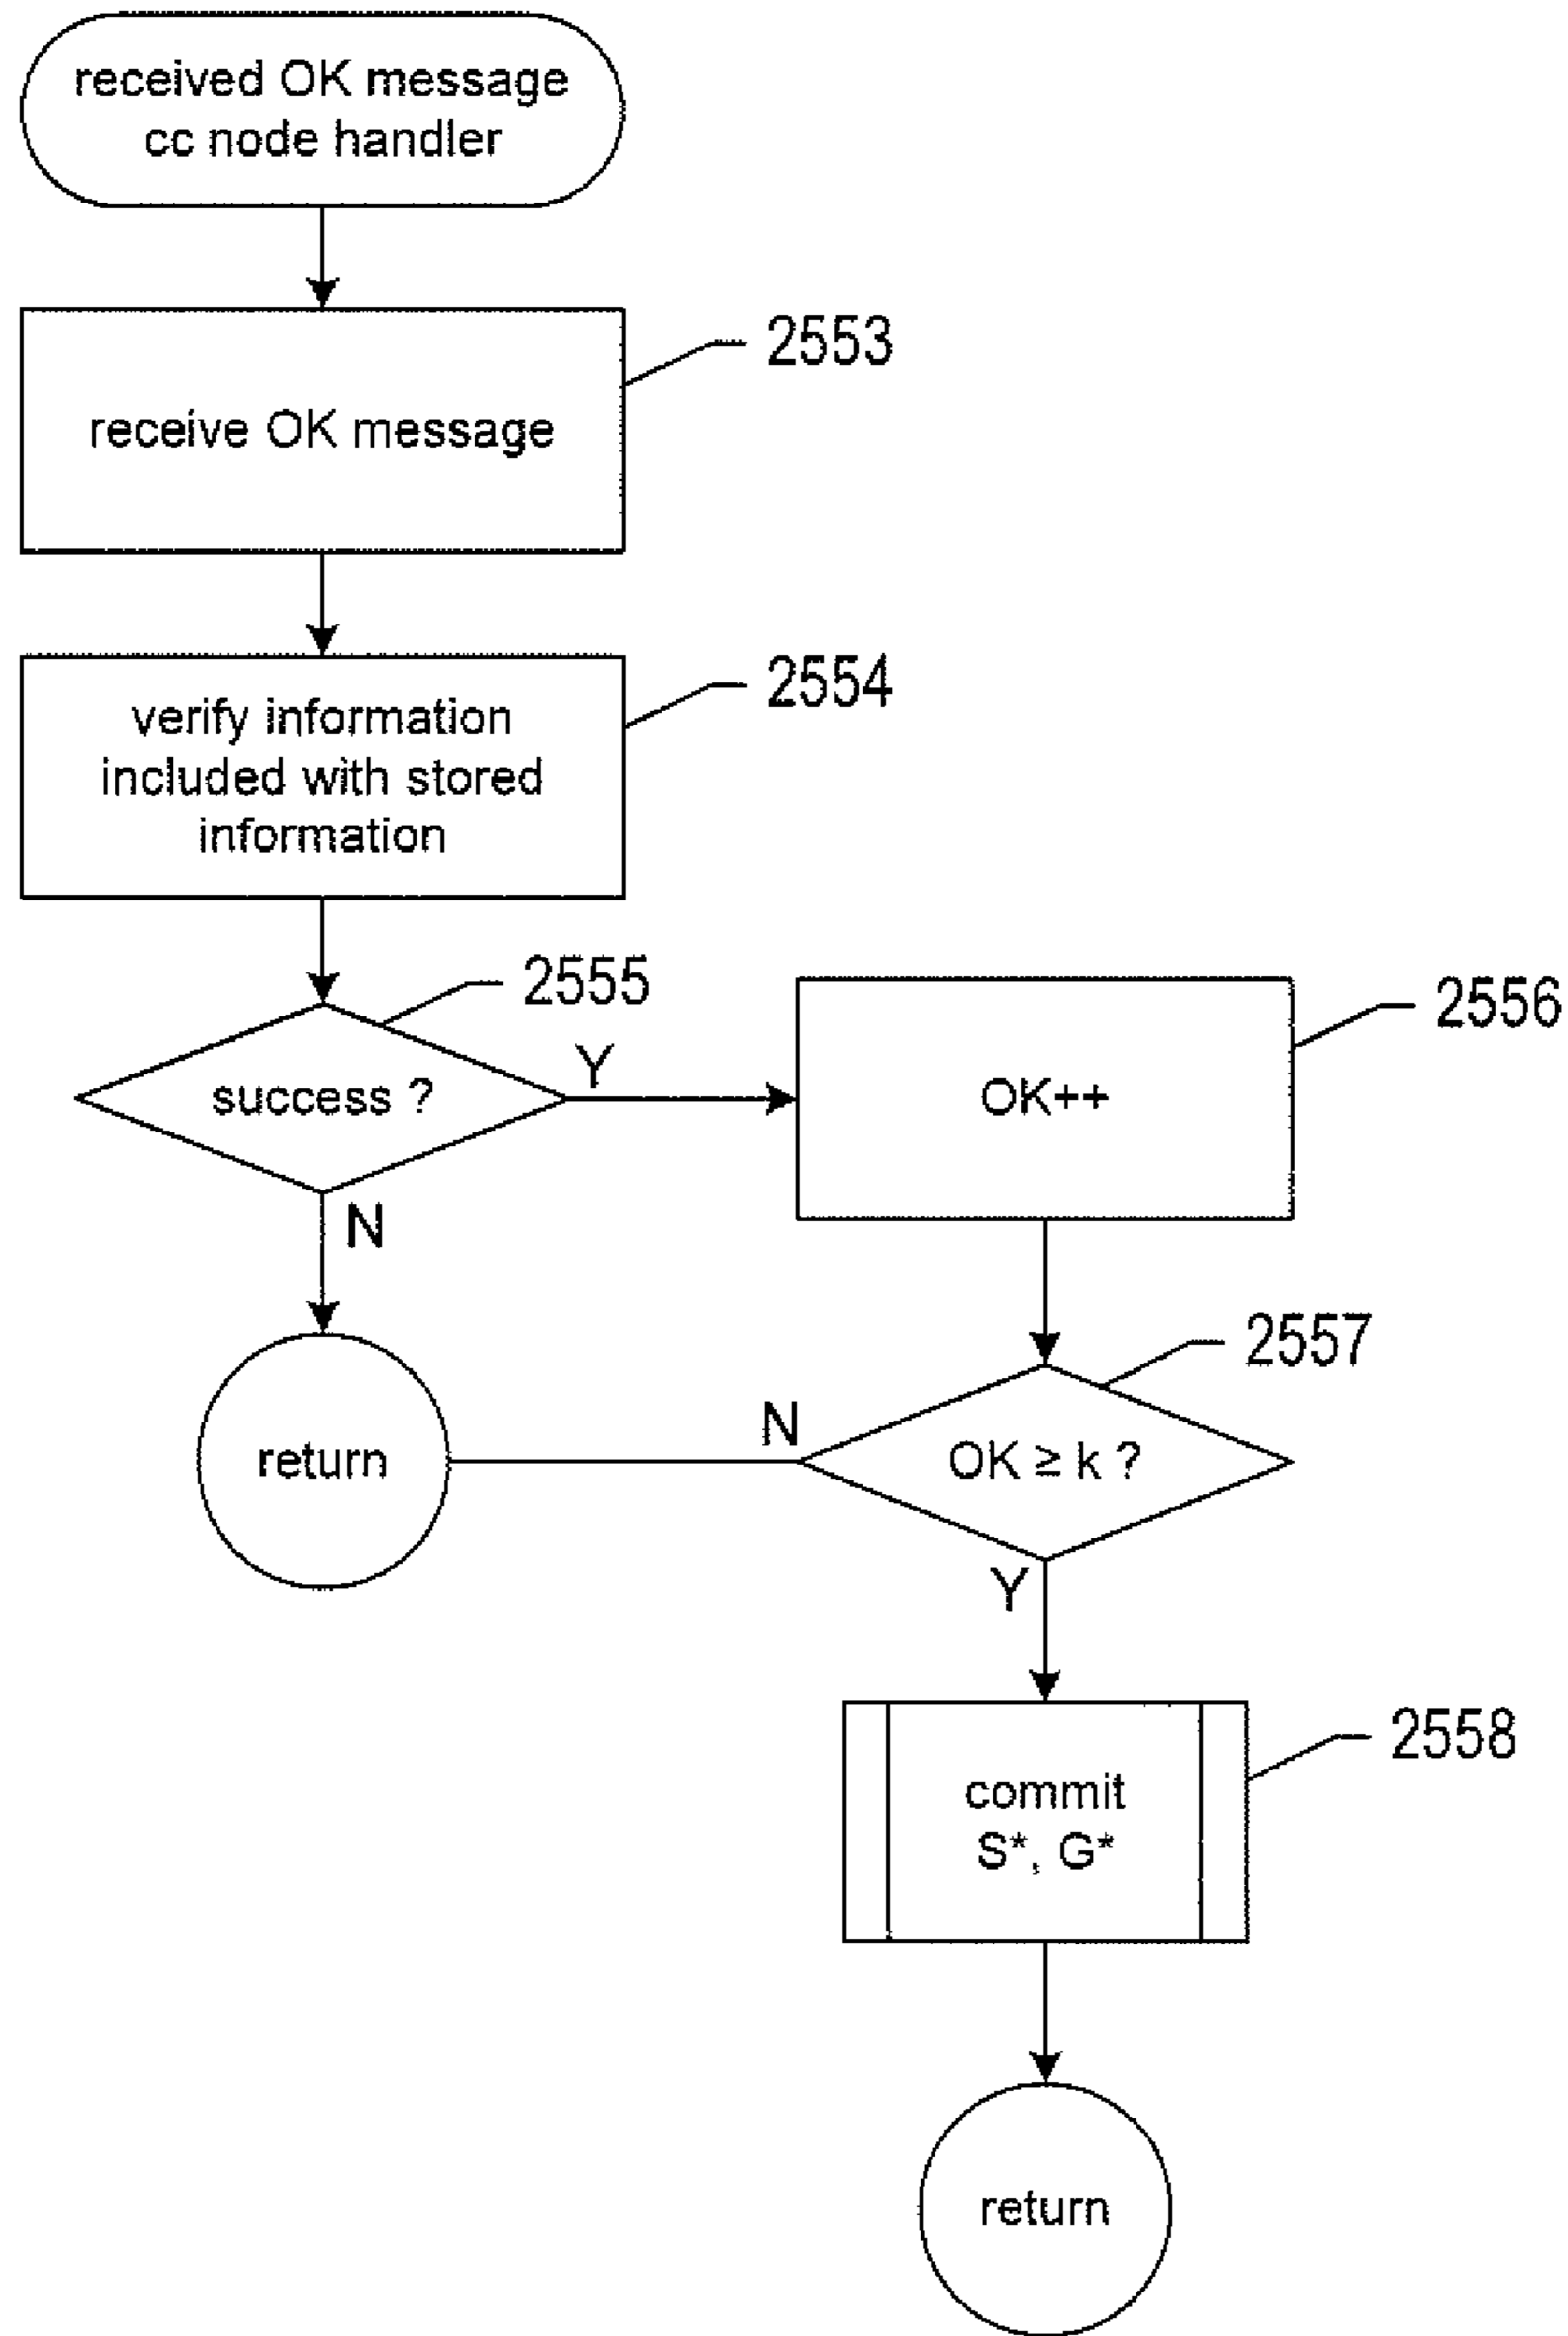 received OK message
cc node handler
2553
receive OK message
2554
verify information
included with stored
information
2555
success ?
Y
N
2556
OK++
2557
OK ≥ k ?
N
return
Y
2558
commit
S*, G*
return